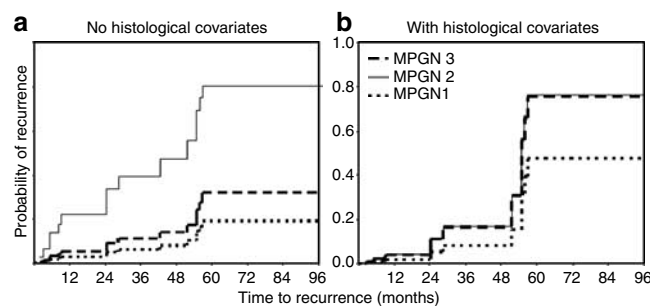 a
No histological covariates
b
With histological covariates
Probability of recurrence
1.0
0.8
0.6
0.4
0.2
0.0
MPGN 3
MPGN 2
MPGN1
12 24 36 48 60 72 84 96
12 24 36 48 60 72 84 96
Time to recurrence (months)